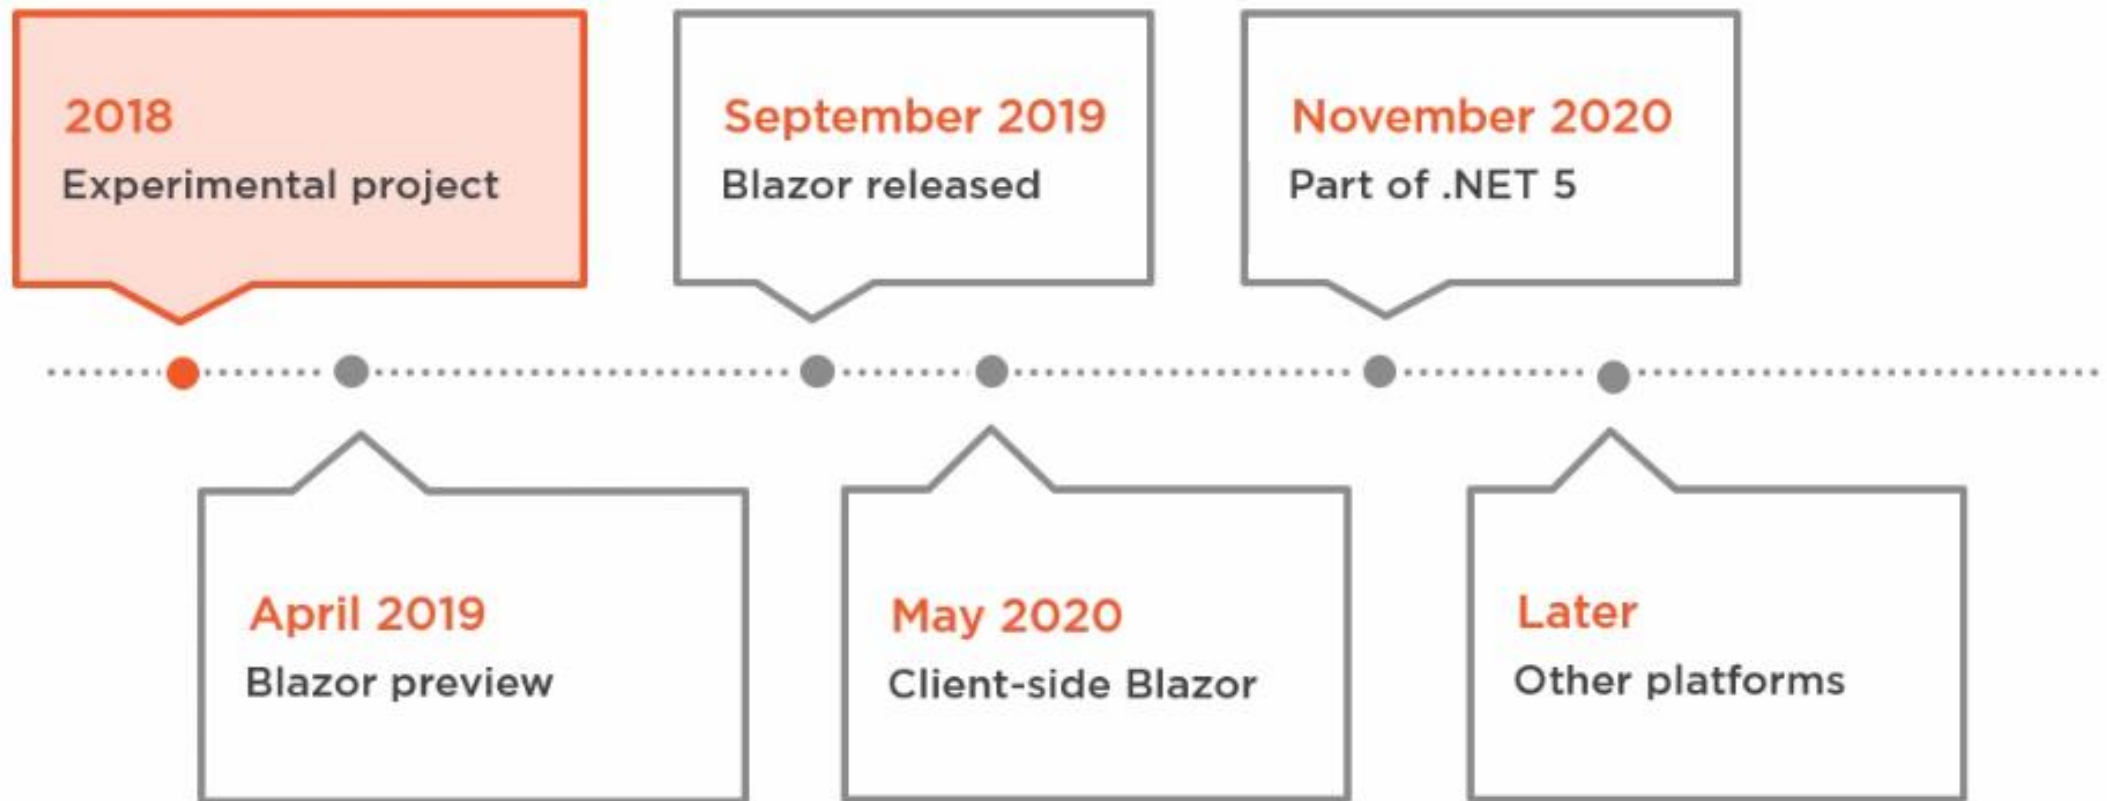 2018
Experimental project
April 2019
Blazor preview
September 2019
Blazor released
May 2020
Client-side Blazor
November 2020
Part of .NET 5
Later
Other platforms